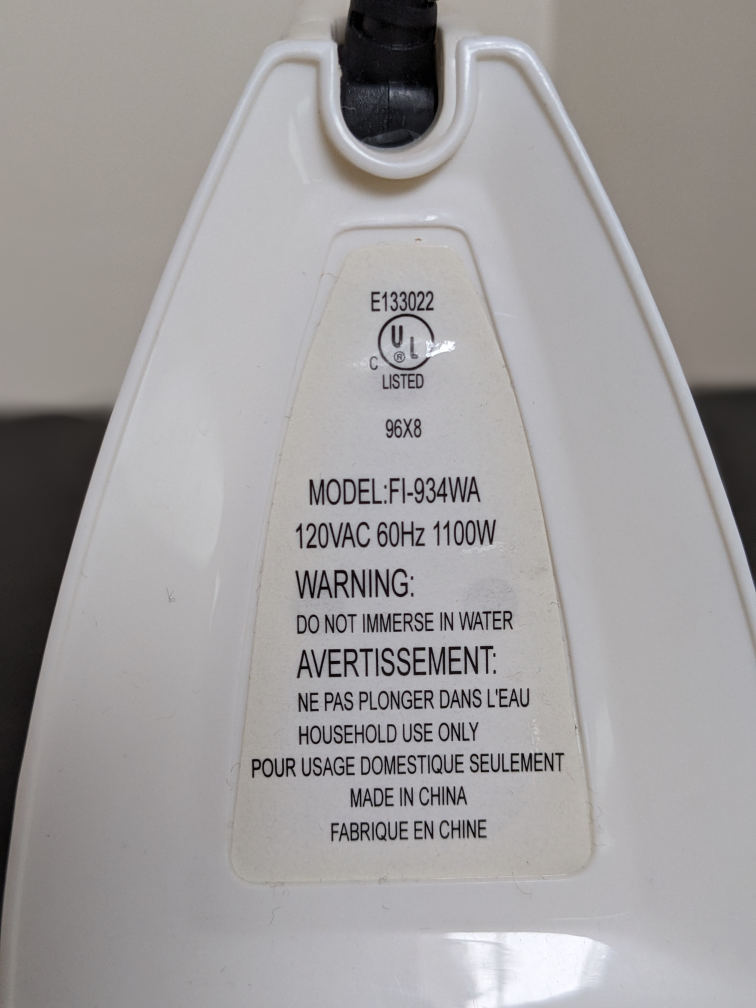 E133022
C UL ®
LISTED
96X8
MODEL:FI-934WA
120VAC 60Hz 1100W
WARNING:
DO NOT IMMERSE IN WATER
AVERTISSEMENT:
NE PAS PLONGER DANS L'EAU
HOUSEHOLD USE ONLY
POUR USAGE DOMESTIQUE SEULEMENT
MADE IN CHINA
FABRIQUE EN CHINE